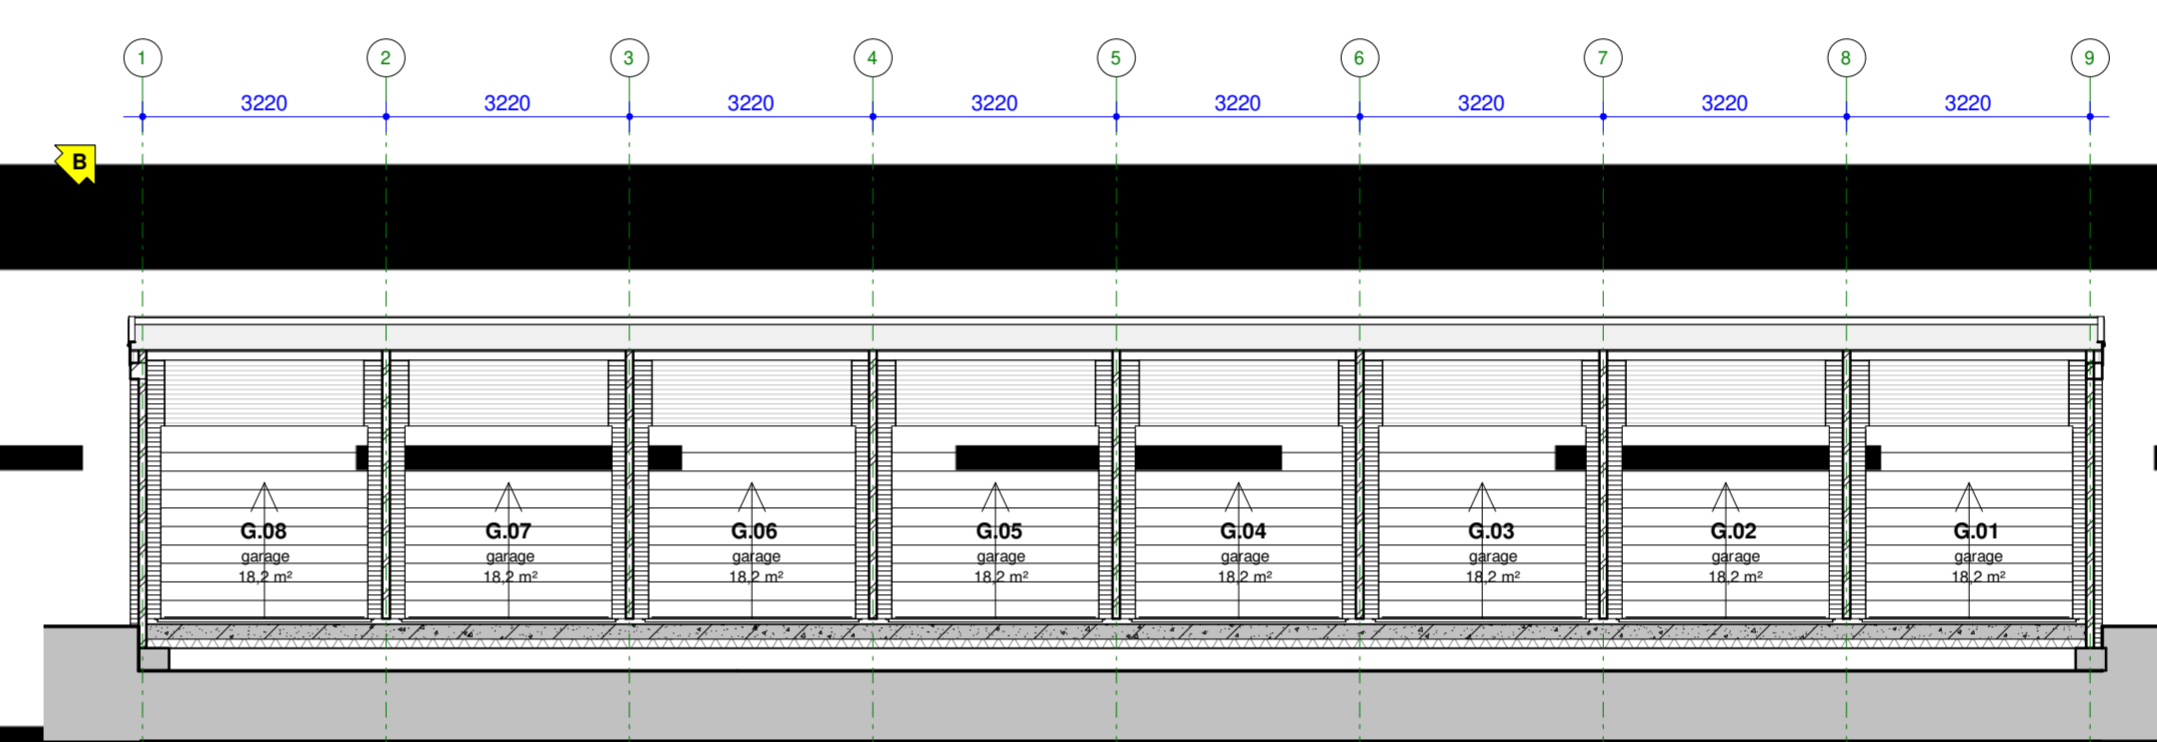 1 2 3 4 5 6 7 8 9
3220 3220 3220 3220 3220 3220 3220 3220
B
G.08 G.07 G.06 G.05 G.04 G.03 G.02 G.01
garage garage garage garage garage garage garage garage
18,2 m² 18,2 m² 18,2 m² 18,2 m² 18,2 m² 18,2 m² 18,2 m² 18,2 m²